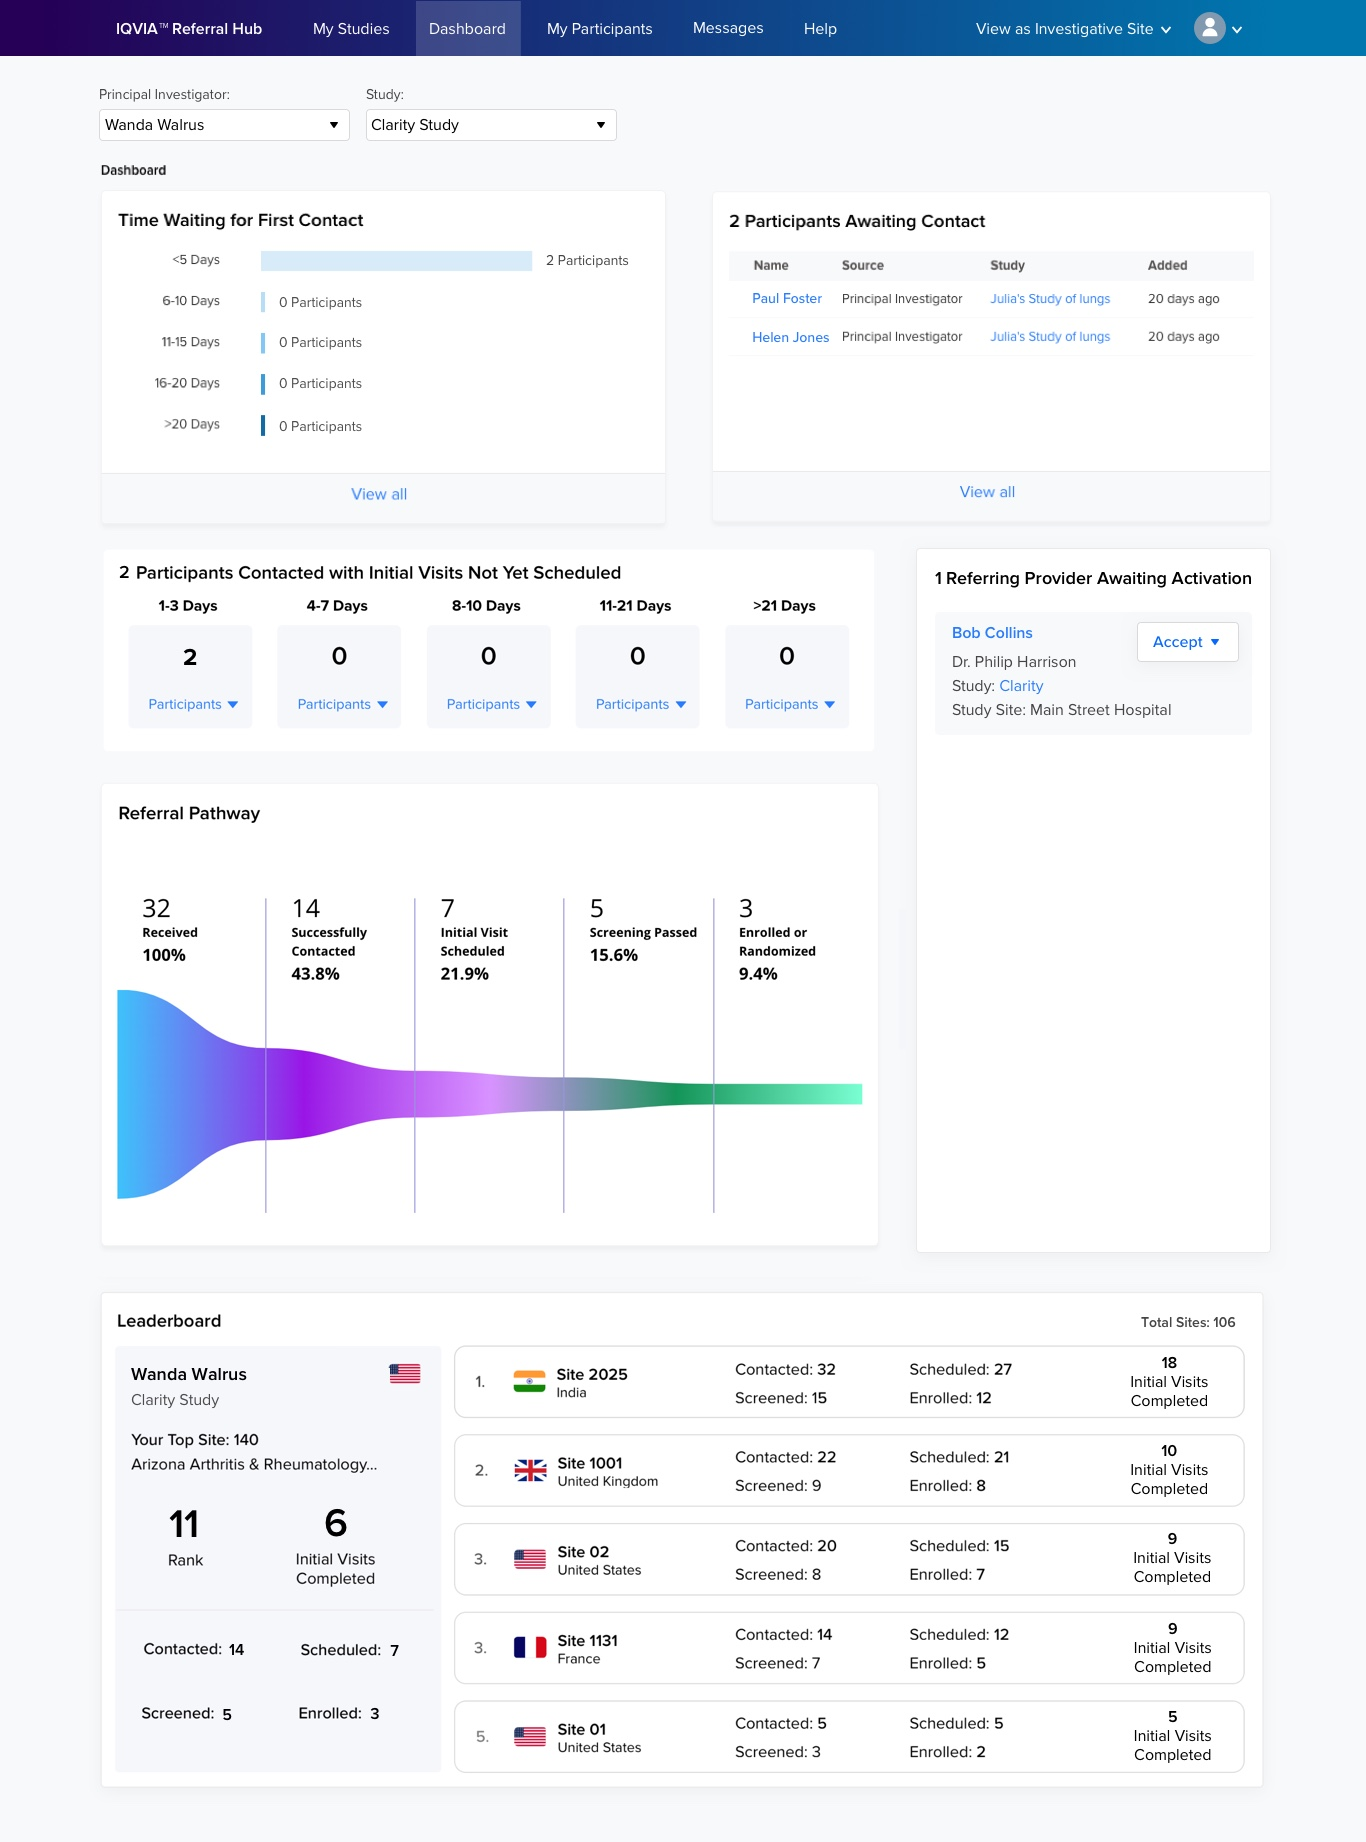 IQVIA™ Referral Hub
My Studies
Dashboard
My Participants
Messages
Help
View as Investigative Site
Principal Investigator:
Study:
Wanda Walrus
Clarity Study
Dashboard
Time Waiting for First Contact
<5 Days
2 Participants
6-10 Days
0 Participants
11-15 Days
0 Participants
16-20 Days
0 Participants
>20 Days
0 Participants
View all
2 Participants Awaiting Contact
Name Source Study Added
Paul Foster Principal Investigator Julia's Study of lungs 20 days ago
Helen Jones Principal Investigator Julia's Study of lungs 20 days ago
View all
2 Participants Contacted with Initial Visits Not Yet Scheduled
1-3 Days 4-7 Days 8-10 Days 11-21 Days >21 Days
2 0 0 0 0
Participants Participants Participants Participants Participants
1 Referring Provider Awaiting Activation
Bob Collins
Accept
Dr. Philip Harrison
Study: Clarity
Study Site: Main Street Hospital
Referral Pathway
32
Received
100%
14
Successfully
Contacted
43.8%
7
Initial Visit
Scheduled
21.9%
5
Screening Passed
15.6%
3
Enrolled or
Randomized
9.4%
Leaderboard
Total Sites: 106
Wanda Walrus
Clarity Study
Your Top Site: 140
Arizona Arthritis & Rheumatology...
11
Rank
6
Initial Visits
Completed
Contacted: 14
Scheduled: 7
Screened: 5
Enrolled: 3
1.
Site 2025
India
Contacted: 32
Scheduled: 27
Screened: 15
Enrolled: 12
18
Initial Visits
Completed
2.
Site 1001
United Kingdom
Contacted: 22
Scheduled: 21
Screened: 9
Enrolled: 8
10
Initial Visits
Completed
3.
Site 02
United States
Contacted: 20
Scheduled: 15
Screened: 8
Enrolled: 7
9
Initial Visits
Completed
3.
Site 1131
France
Contacted: 14
Scheduled: 12
Screened: 7
Enrolled: 5
9
Initial Visits
Completed
5.
Site 01
United States
Contacted: 5
Scheduled: 5
Screened: 3
Enrolled: 2
5
Initial Visits
Completed